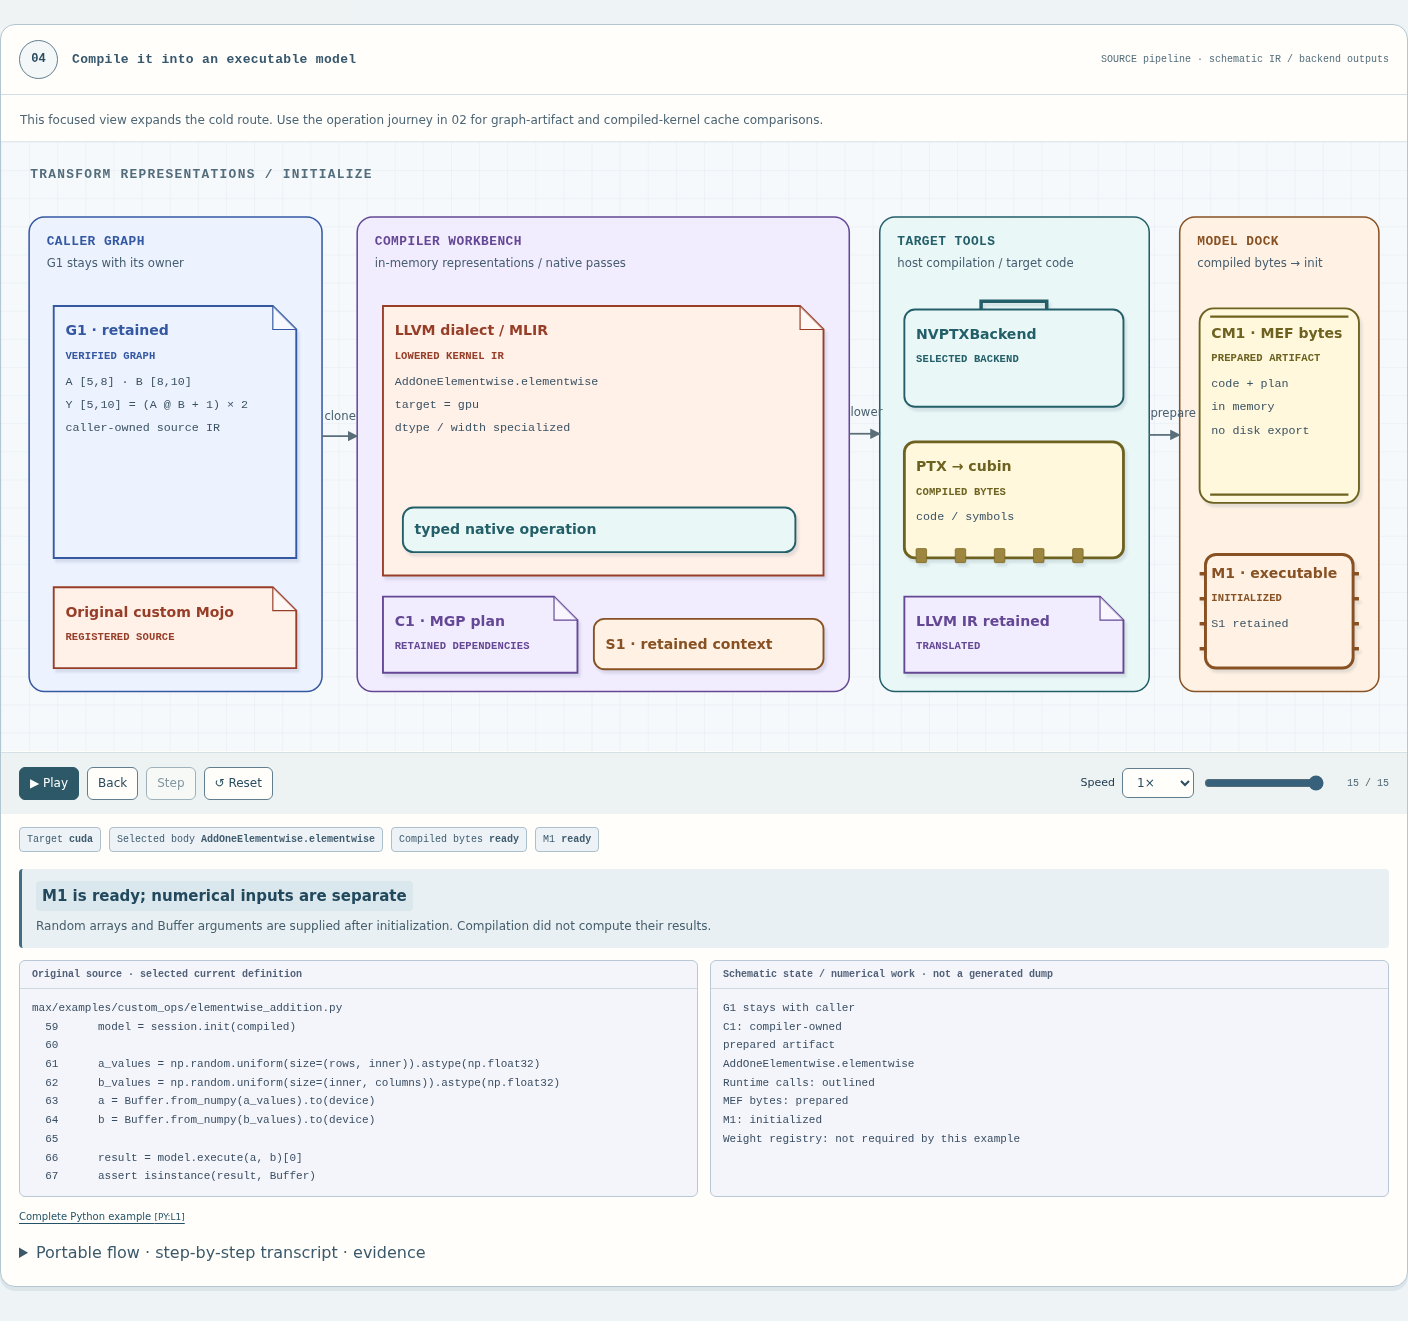 04
Compile it into an executable model
SOURCE pipeline · schematic IR / backend outputs
This focused view expands the cold route. Use the operation journey in 02 for graph-artifact and compiled-kernel cache comparisons.
TRANSFORM REPRESENTATIONS / INITIALIZE
CALLER GRAPH
G1 stays with its owner
G1 · retained
VERIFIED GRAPH
A [5,8] · B [8,10]
Y [5,10] = (A @ B + 1) × 2
caller-owned source IR
Original custom Mojo
REGISTERED SOURCE
clone
COMPILER WORKBENCH
in-memory representations / native passes
LLVM dialect / MLIR
LOWERED KERNEL IR
AddOneElementwise.elementwise
target = gpu
dtype / width specialized
typed native operation
C1 · MGP plan
RETAINED DEPENDENCIES
S1 · retained context
lower
TARGET TOOLS
host compilation / target code
NVPTXBackend
SELECTED BACKEND
PTX → cubin
COMPILED BYTES
code / symbols
LLVM IR retained
TRANSLATED
prepare
MODEL DOCK
compiled bytes → init
CM1 · MEF bytes
PREPARED ARTIFACT
code + plan
in memory
no disk export
M1 · executable
INITIALIZED
S1 retained
▶ Play
Back
Step
↺ Reset
Speed
1×
15 / 15
Target cuda
Selected body AddOneElementwise.elementwise
Compiled bytes ready
M1 ready
M1 is ready; numerical inputs are separate
Random arrays and Buffer arguments are supplied after initialization. Compilation did not compute their results.
Original source · selected current definition
max/examples/custom_ops/elementwise_addition.py
59 model = session.init(compiled)
60
61 a_values = np.random.uniform(size=(rows, inner)).astype(np.float32)
62 b_values = np.random.uniform(size=(inner, columns)).astype(np.float32)
63 a = Buffer.from_numpy(a_values).to(device)
64 b = Buffer.from_numpy(b_values).to(device)
65
66 result = model.execute(a, b)[0]
67 assert isinstance(result, Buffer)
Schematic state / numerical work · not a generated dump
G1 stays with caller
C1: compiler-owned
prepared artifact
AddOneElementwise.elementwise
Runtime calls: outlined
MEF bytes: prepared
M1: initialized
Weight registry: not required by this example
Complete Python example [PY:L1]
▶ Portable flow · step-by-step transcript · evidence